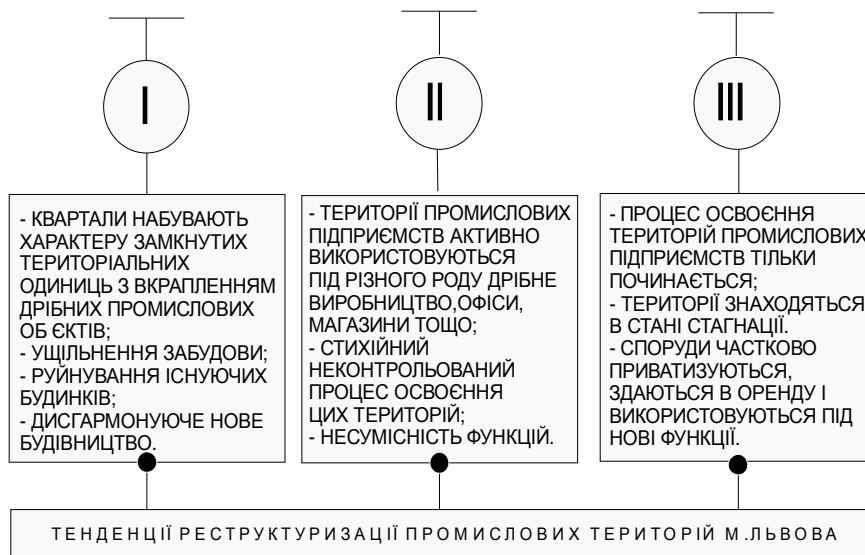 I
II
III
- КВАРТАЛИ НАБУВАЮТЬ
ХАРАКТЕРУ ЗАМКНУТИХ
ТЕРИТОРІАЛЬНИХ
ОДИНИЦЬ З ВКРАПЛЕННЯМ
ДРІБНИХ ПРОМИСЛОВИХ
ОБ ЄКТІВ;
- УЩІЛЬНЕННЯ ЗАБУДОВИ;
- РУЙНУВАННЯ ІСНУЮЧИХ
БУДИНКІВ;
- ДИСГАРМОНУЮЧЕ НОВЕ
БУДІВНИЦТВО.
- ТЕРИТОРІЇ ПРОМИСЛОВИХ
ПІДПРИЄМСТВ АКТИВНО
ВИКОРИСТОВУЮТЬСЯ
ПІД РІЗНОГО РОДУ ДРІБНЕ
ВИРОБНИЦТВО,ОФІСИ,
МАГАЗИНИ ТОЩО;
- СТИХІЙНИЙ
НЕКОНТРОЛЬОВАНИЙ
ПРОЦЕС ОСВОЄННЯ
ЦИХ ТЕРИТОРІЙ;
- НЕСУМІСНІСТЬ ФУНКЦІЙ.
- ПРОЦЕС ОСВОЄННЯ
ТЕРИТОРІЙ ПРОМИСЛОВИХ
ПІДПРИЄМСТВ ТІЛЬКИ
ПОЧИНАЄТЬСЯ;
- ТЕРИТОРІЇ ЗНАХОДЯТЬСЯ
В СТАНІ СТАГНАЦІЇ.
- СПОРУДИ ЧАСТКОВО
ПРИВАТИЗУЮТЬСЯ,
ЗДАЮТЬСЯ В ОРЕНДУ І
ВИКОРИСТОВУЮТЬСЯ ПІД
НОВІ ФУНКЦІЇ.
ТЕНДЕНЦІЇ РЕСТРУКТУРИЗАЦІЇ ПРОМИСЛОВИХ ТЕРИТОРІЙ М.ЛЬВОВА